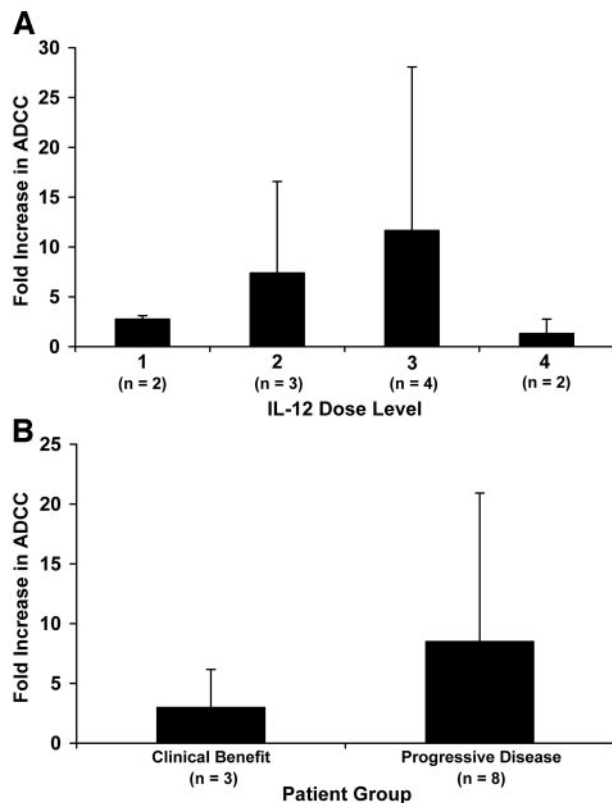 A
30
25
20
15
10
5
0
Fold Increase in ADCC
1 2 3 4
(n = 2) (n = 3) (n = 4) (n = 2)
IL-12 Dose Level
B
25
20
15
10
5
0
Fold Increase in ADCC
Clinical Benefit Progressive Disease
(n = 3) (n = 8)
Patient Group